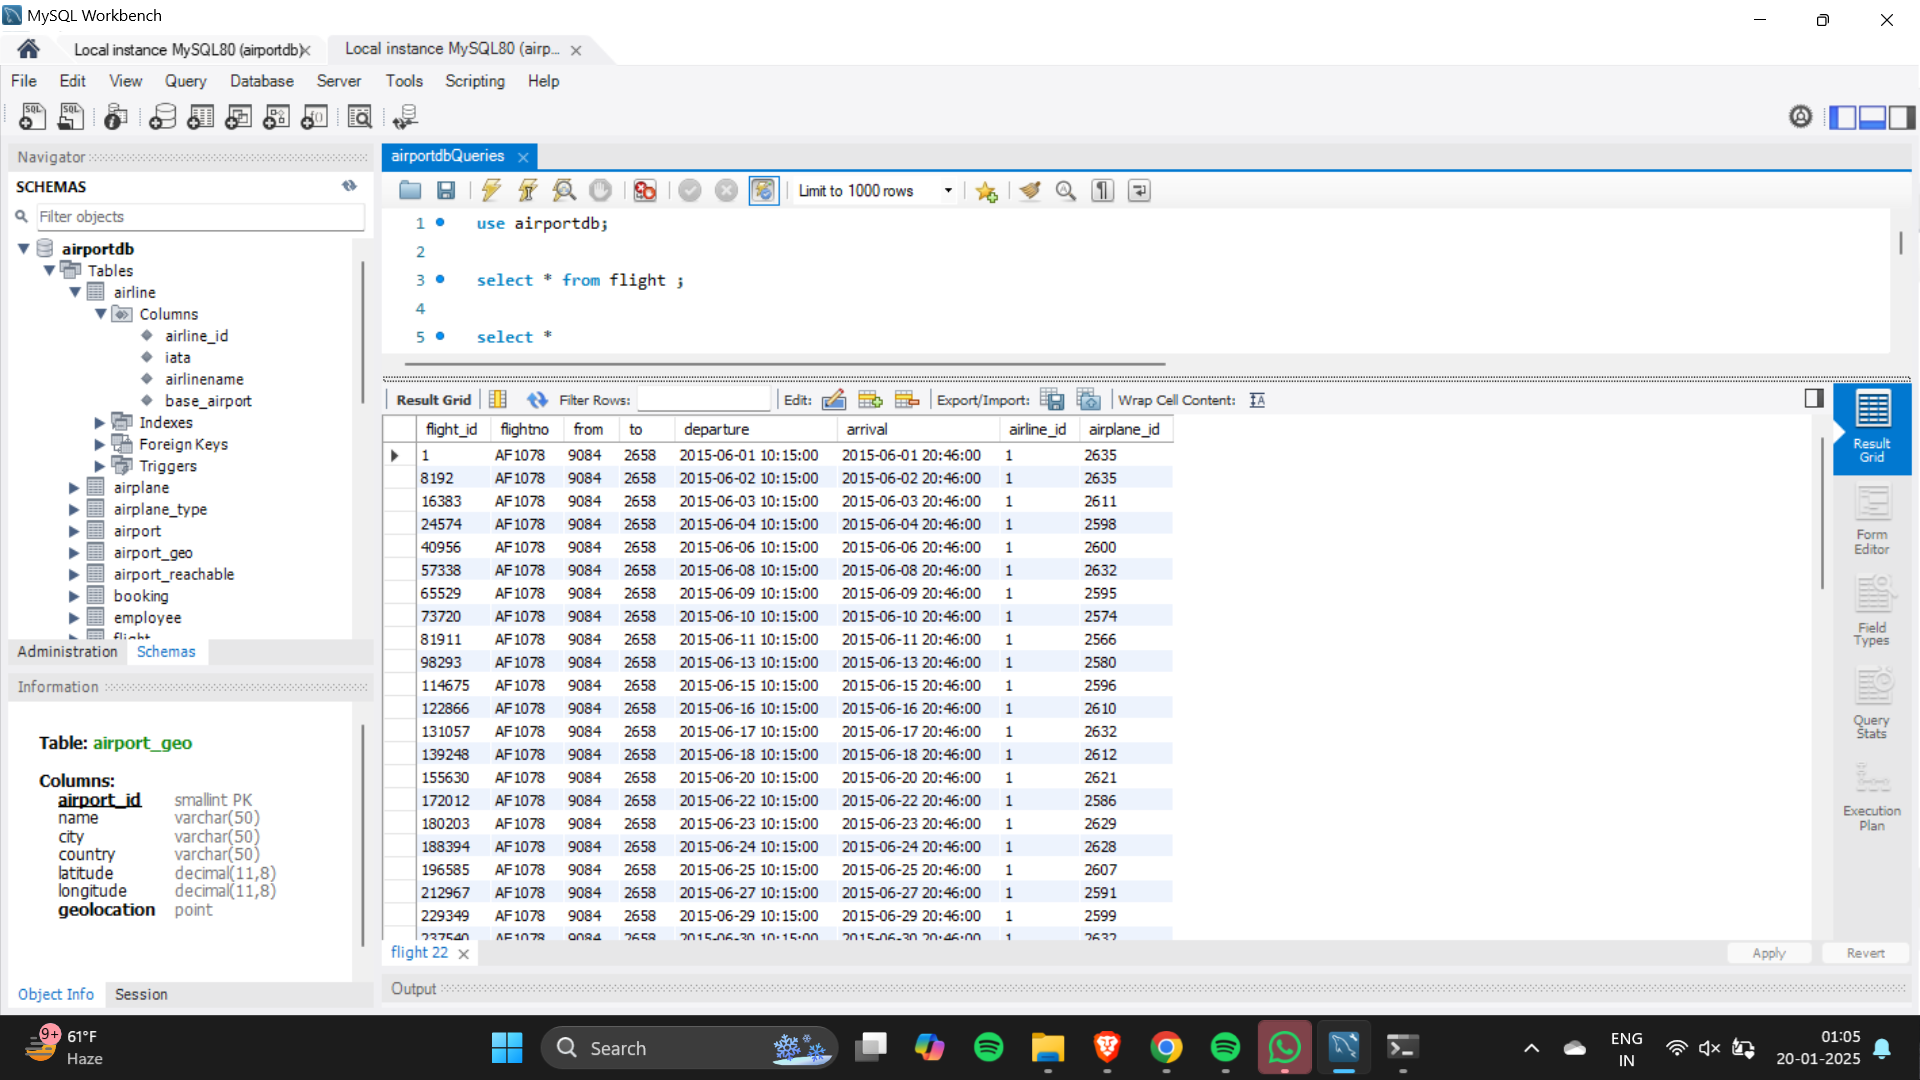 MySQL Workbench
Local instance MySQL80 (airportdb)
Local instance MySQL80 (airp...
File Edit View Query Database Server Tools Scripting Help
Navigator
SCHEMAS
Filter objects
airportdb
Tables
airline
Columns
airline_id
iata
airlinename
base_airport
Indexes
Foreign Keys
Triggers
airplane
airplane_type
airport
airport_geo
airport_reachable
booking
employee
flight
Administration Schemas
Information
Table: airport_geo
Columns:
airport_id smallint PK
name varchar(50)
city varchar(50)
country varchar(50)
latitude decimal(11,8)
longitude decimal(11,8)
geolocation point
Object Info Session
airportdbQueries
Limit to 1000 rows
1 use airportdb;
2
3 select * from flight ;
4
5 select *
Result Grid Filter Rows: Edit: Export/Import: Wrap Cell Content:
flight_id flightno from to departure arrival airline_id airplane_id
1 AF1078 9084 2658 2015-06-01 10:15:00 2015-06-01 20:46:00 1 2635
8192 AF1078 9084 2658 2015-06-02 10:15:00 2015-06-02 20:46:00 1 2635
16383 AF1078 9084 2658 2015-06-03 10:15:00 2015-06-03 20:46:00 1 2611
24574 AF1078 9084 2658 2015-06-04 10:15:00 2015-06-04 20:46:00 1 2598
40956 AF1078 9084 2658 2015-06-06 10:15:00 2015-06-06 20:46:00 1 2600
57338 AF1078 9084 2658 2015-06-08 10:15:00 2015-06-08 20:46:00 1 2632
65529 AF1078 9084 2658 2015-06-09 10:15:00 2015-06-09 20:46:00 1 2595
73720 AF1078 9084 2658 2015-06-10 10:15:00 2015-06-10 20:46:00 1 2574
81911 AF1078 9084 2658 2015-06-11 10:15:00 2015-06-11 20:46:00 1 2566
98293 AF1078 9084 2658 2015-06-13 10:15:00 2015-06-13 20:46:00 1 2580
114675 AF1078 9084 2658 2015-06-15 10:15:00 2015-06-15 20:46:00 1 2596
122866 AF1078 9084 2658 2015-06-16 10:15:00 2015-06-16 20:46:00 1 2610
131057 AF1078 9084 2658 2015-06-17 10:15:00 2015-06-17 20:46:00 1 2632
139248 AF1078 9084 2658 2015-06-18 10:15:00 2015-06-18 20:46:00 1 2612
155630 AF1078 9084 2658 2015-06-20 10:15:00 2015-06-20 20:46:00 1 2621
172012 AF1078 9084 2658 2015-06-22 10:15:00 2015-06-22 20:46:00 1 2586
180203 AF1078 9084 2658 2015-06-23 10:15:00 2015-06-23 20:46:00 1 2629
188394 AF1078 9084 2658 2015-06-24 10:15:00 2015-06-24 20:46:00 1 2628
196585 AF1078 9084 2658 2015-06-25 10:15:00 2015-06-25 20:46:00 1 2607
212967 AF1078 9084 2658 2015-06-27 10:15:00 2015-06-27 20:46:00 1 2591
229349 AF1078 9084 2658 2015-06-29 10:15:00 2015-06-29 20:46:00 1 2599
237540 AF1078 9084 2658 2015-06-30 10:15:00 2015-06-30 20:46:00 1 2632
flight 22
Apply Revert
Output
Result
Grid
Form
Editor
Field
Types
Query
Stats
Execution
Plan
9+
61°F
Haze
Search
ENG
IN
01:05
20-01-2025